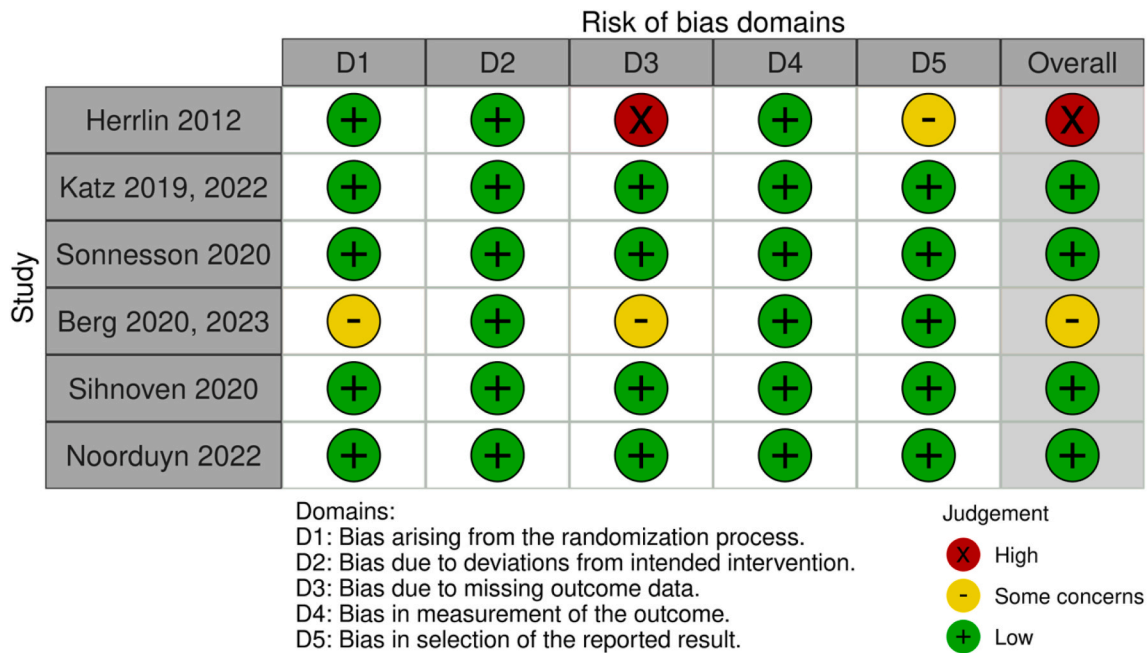 Risk of bias domains
D1 D2 D3 D4 D5 Overall
Study
Herrlin 2012 + + X + - X
Katz 2019, 2022 + + + + + +
Sonnesson 2020 + + + + + +
Berg 2020, 2023 - + - + + -
Sihnoven 2020 + + + + + +
Noorduyn 2022 + + + + + +
Domains:
D1: Bias arising from the randomization process.
D2: Bias due to deviations from intended intervention.
D3: Bias due to missing outcome data.
D4: Bias in measurement of the outcome.
D5: Bias in selection of the reported result.
Judgement
X High
- Some concerns
+ Low